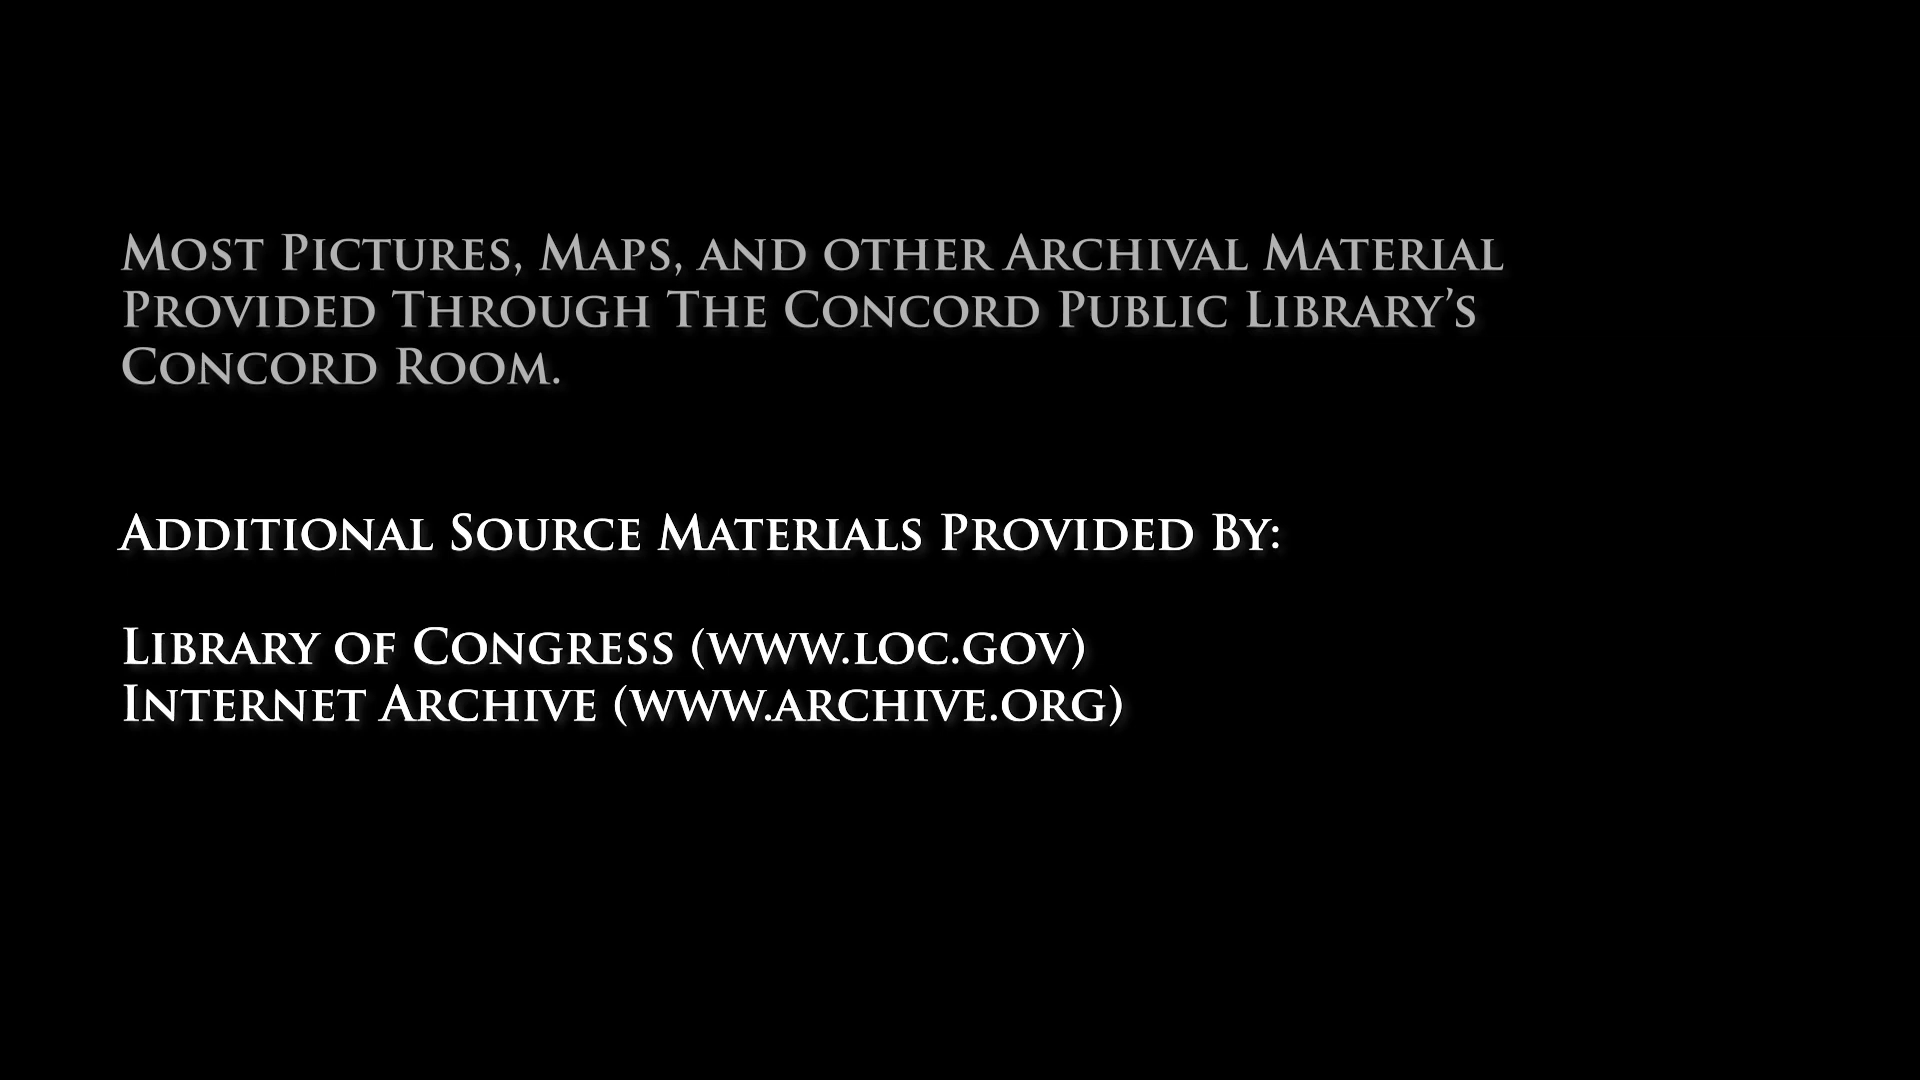 Most Pictures, Maps, and other Archival Material
Provided Through The Concord Public Library’s
Concord Room.
Additional Source Materials Provided By:
Library of Congress (www.loc.gov)
Internet Archive (www.archive.org)